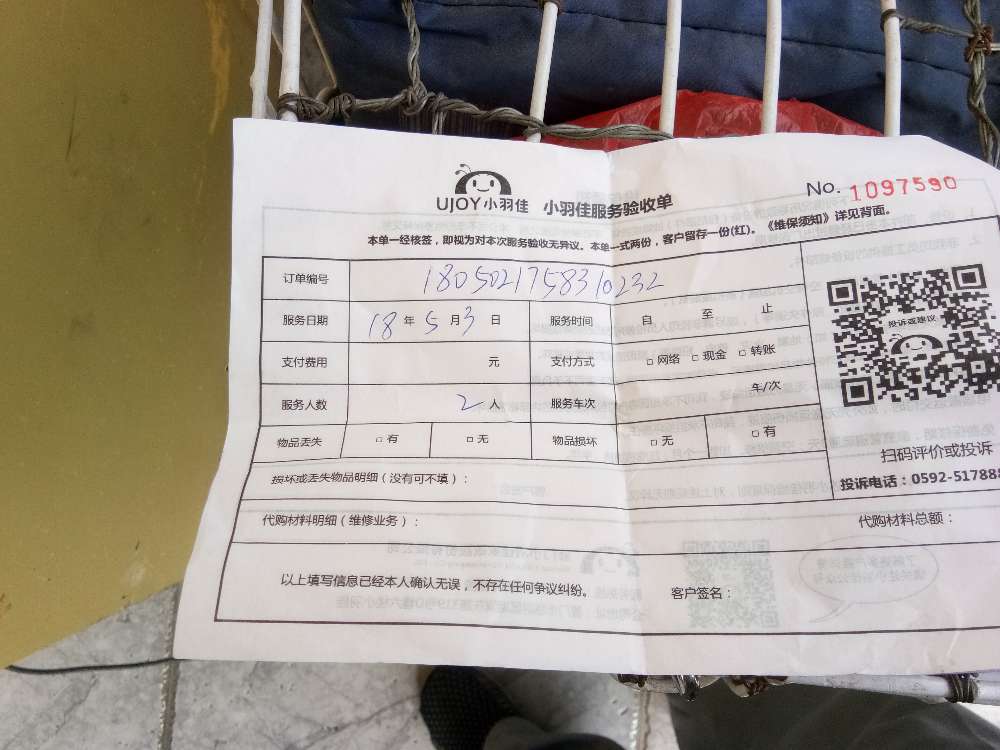 UJOY小羽佳 小羽佳服务验收单
No. 1097590
本单一经核签，即视为对本次服务验收无异议。本单一式两份，客户留存一份(红)。《维保须知》详见背面。
订单编号 1805021758310232
服务日期 18 年 5 月 3 日 服务时间 自 至 止
支付费用 元 支付方式 □ 网络 □ 现金 □ 转账
服务人数 2 人 服务车次 车/次
物品丢失 □ 有 □ 无 物品损坏 □ 无 □ 有
投诉或建议
扫码评价或投诉
投诉电话：0592-51788
损坏或丢失物品明细（没有可不填）：
代购材料明细（维修业务）：
代购材料总额：
以上填写信息已经本人确认无误，不存在任何争议纠纷。 客户签名：